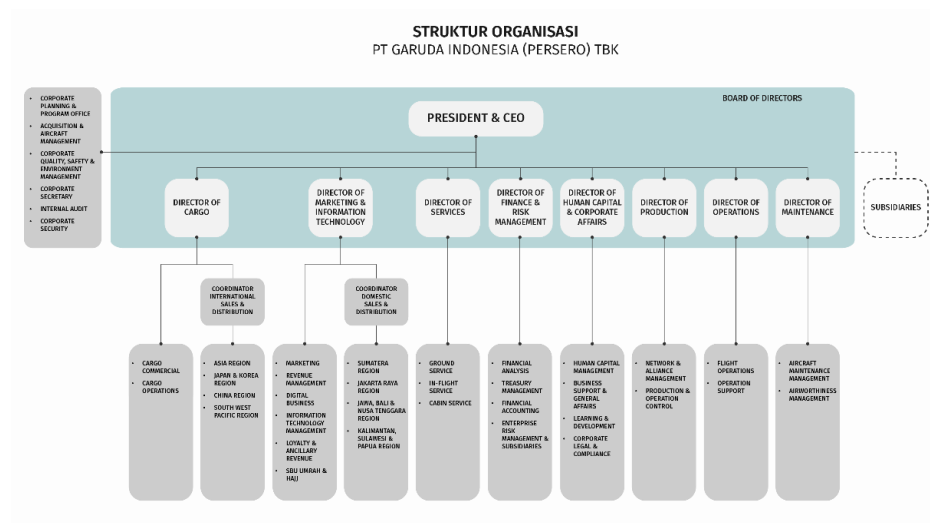 STRUKTUR ORGANISASI
PT GARUDA INDONESIA (PERSERO) TBK
• CORPORATE
PLANNING &
PROGRAM OFFICE
• ACQUISITION &
AIRCRAFT
MANAGEMENT
• CORPORATE
QUALITY, SAFETY &
ENVIRONMENT
MANAGEMENT
• CORPORATE
SECRETARY
• INTERNAL AUDIT
• CORPORATE
SECURITY
BOARD OF DIRECTORS
PRESIDENT & CEO
DIRECTOR OF
CARGO
DIRECTOR OF
MARKETING &
INFORMATION
TECHNOLOGY
DIRECTOR OF
SERVICES
DIRECTOR OF
FINANCE &
RISK
MANAGEMENT
DIRECTOR OF
HUMAN CAPITAL
& CORPORATE
AFFAIRS
DIRECTOR OF
PRODUCTION
DIRECTOR OF
OPERATIONS
DIRECTOR OF
MAINTENANCE
SUBSIDIARIES
COORDINATOR
INTERNATIONAL
SALES &
DISTRIBUTION
COORDINATOR
DOMESTIC
SALES &
DISTRIBUTION
• CARGO
COMMERCIAL
• CARGO
OPERATIONS
• ASIA REGION
• JAPAN & KOREA
REGION
• CHINA REGION
• SOUTH WEST
PACIFIC REGION
• MARKETING
• REVENUE
MANAGEMENT
• DIGITAL
BUSINESS
• INFORMATION
TECHNOLOGY
MANAGEMENT
• LOYALTY &
ANCILLARY
REVENUE
• SBU UMRAH &
HAJJ
• SUMATERA
REGION
• JAKARTA RAYA
REGION
• JAWA, BALI &
NUSA TENGGARA
REGION
• KALIMANTAN,
SULAWESI &
PAPUA REGION
• GROUND
SERVICE
• IN-FLIGHT
SERVICE
• CABIN SERVICE
• FINANCIAL
ANALYSIS
• TREASURY
MANAGEMENT
• FINANCIAL
ACCOUNTING
• ENTERPRISE
RISK
MANAGEMENT &
SUBSIDIARIES
• HUMAN CAPITAL
MANAGEMENT
• BUSINESS
SUPPORT &
GENERAL
AFFAIRS
• LEARNING &
DEVELOPMENT
• CORPORATE
LEGAL &
COMPLIANCE
• NETWORK &
ALLIANCE
MANAGEMENT
• PRODUCTION &
OPERATION
CONTROL
• FLIGHT
OPERATIONS
• OPERATION
SUPPORT
• AIRCRAFT
MAINTENANCE
MANAGEMENT
• AIRWORTHINESS
MANAGEMENT